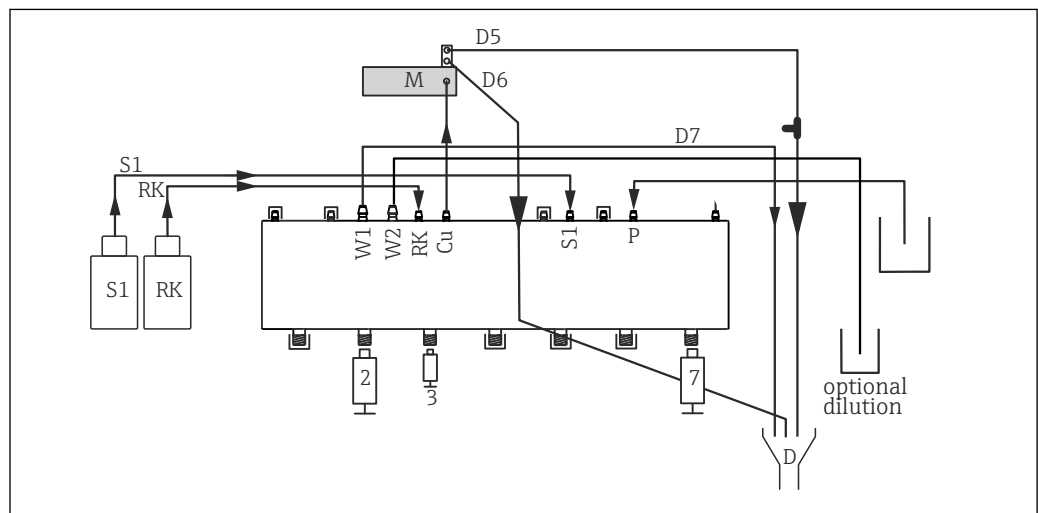 D5
M
D6
D7
S1
RK
W1
W2
RK
Cu
S1
P
S1
RK
2
3
7
optional
dilution
D